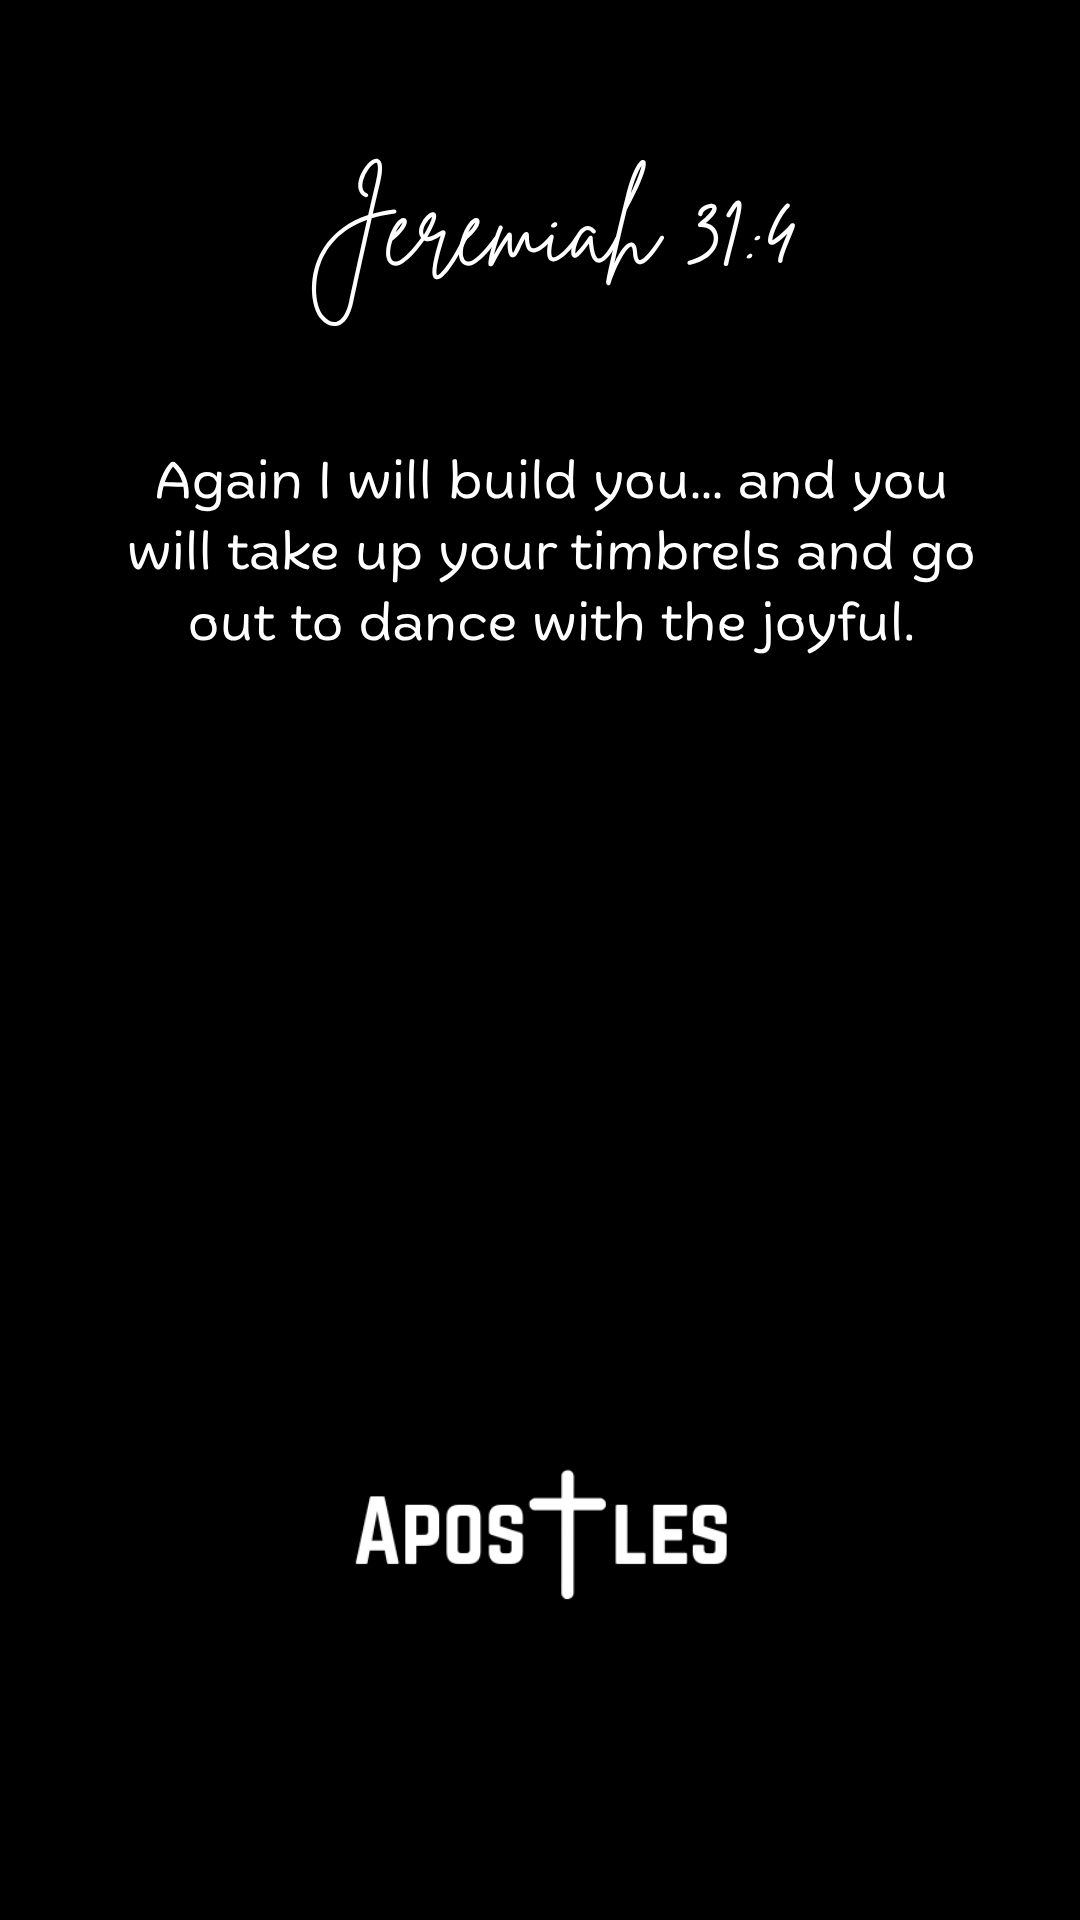 Jeremiah 31:4
Again I will build you... and you
will take up your timbrels and go
out to dance with the joyful.
APOSTLES